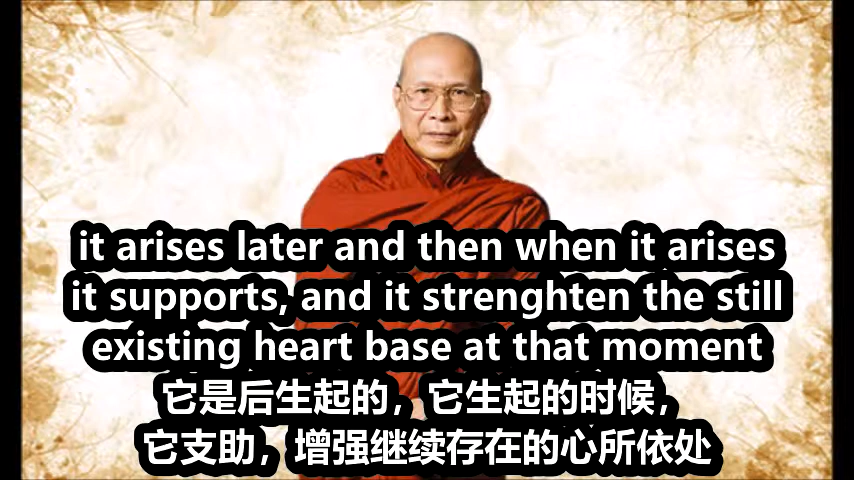 it arises later and then when it arises
it supports, and it strenghten the still
existing heart base at that moment
它是后生起的，它生起的时候，
它支助，增强继续存在的心所依处